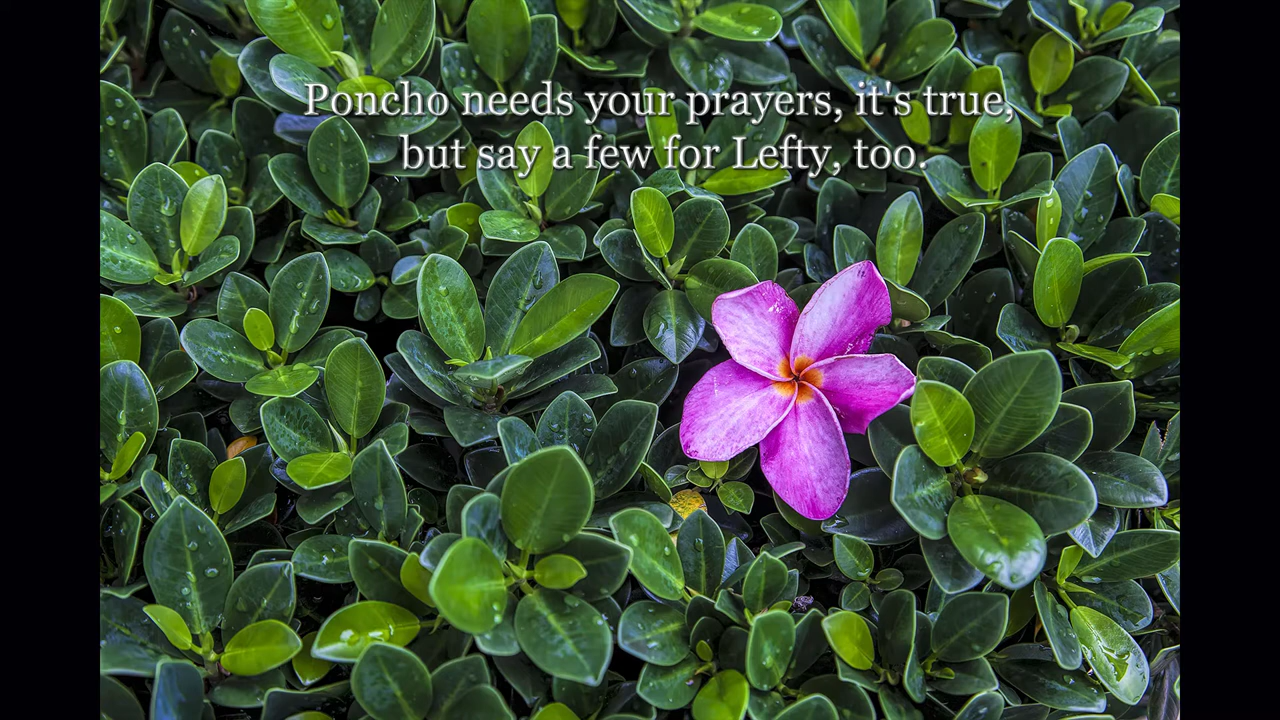 Poncho needs your prayers, it's true,
but say a few for Lefty, too.